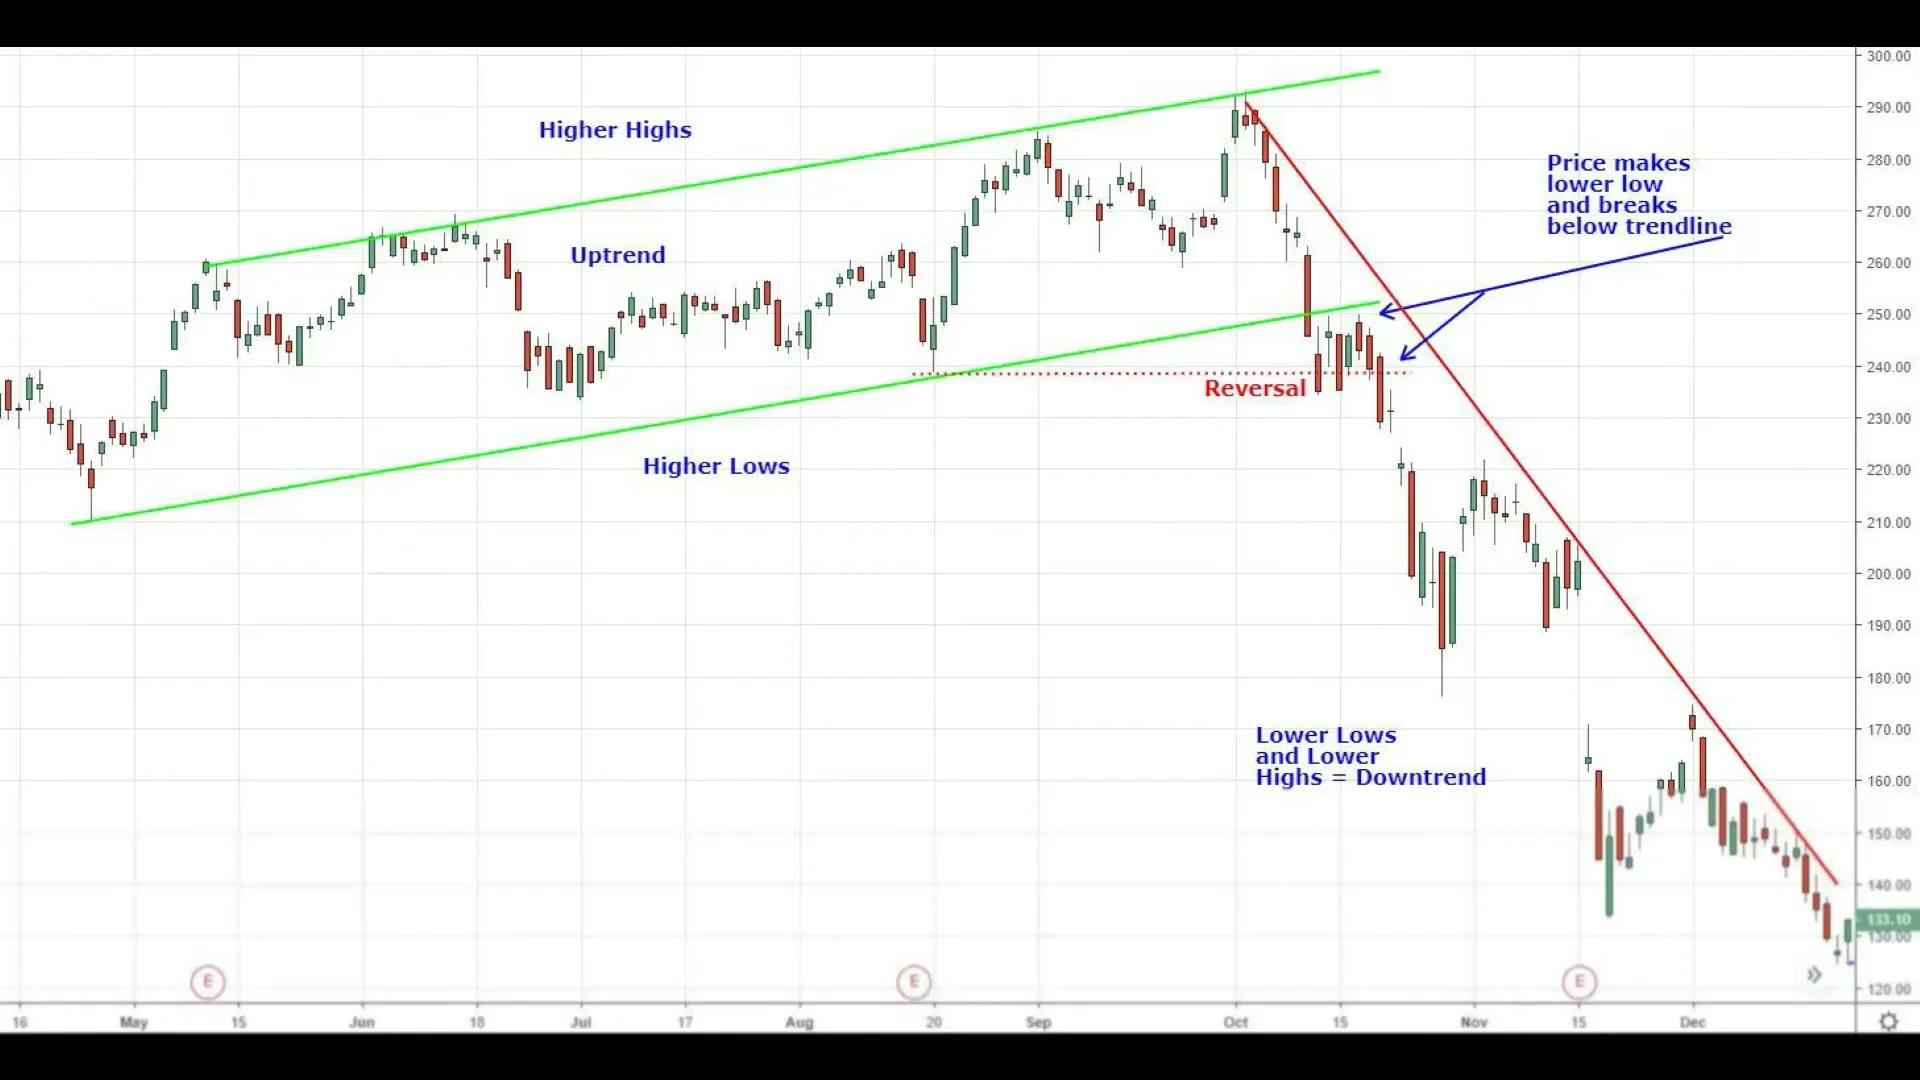 300.00
290.00
Higher Highs
280.00
Price makes
lower low
and breaks
below trendline
270.00
Uptrend
260.00
250.00
240.00
Reversal
230.00
Higher Lows
220.00
210.00
200.00
190.00
180.00
170.00
Lower Lows
and Lower
Highs = Downtrend
160.00
150.00
140.00
133.10
130.00
E E E
120.00
16 May 15 Jun 18 Jul 17 Aug 20 Sep Oct 15 Nov 15 Dec